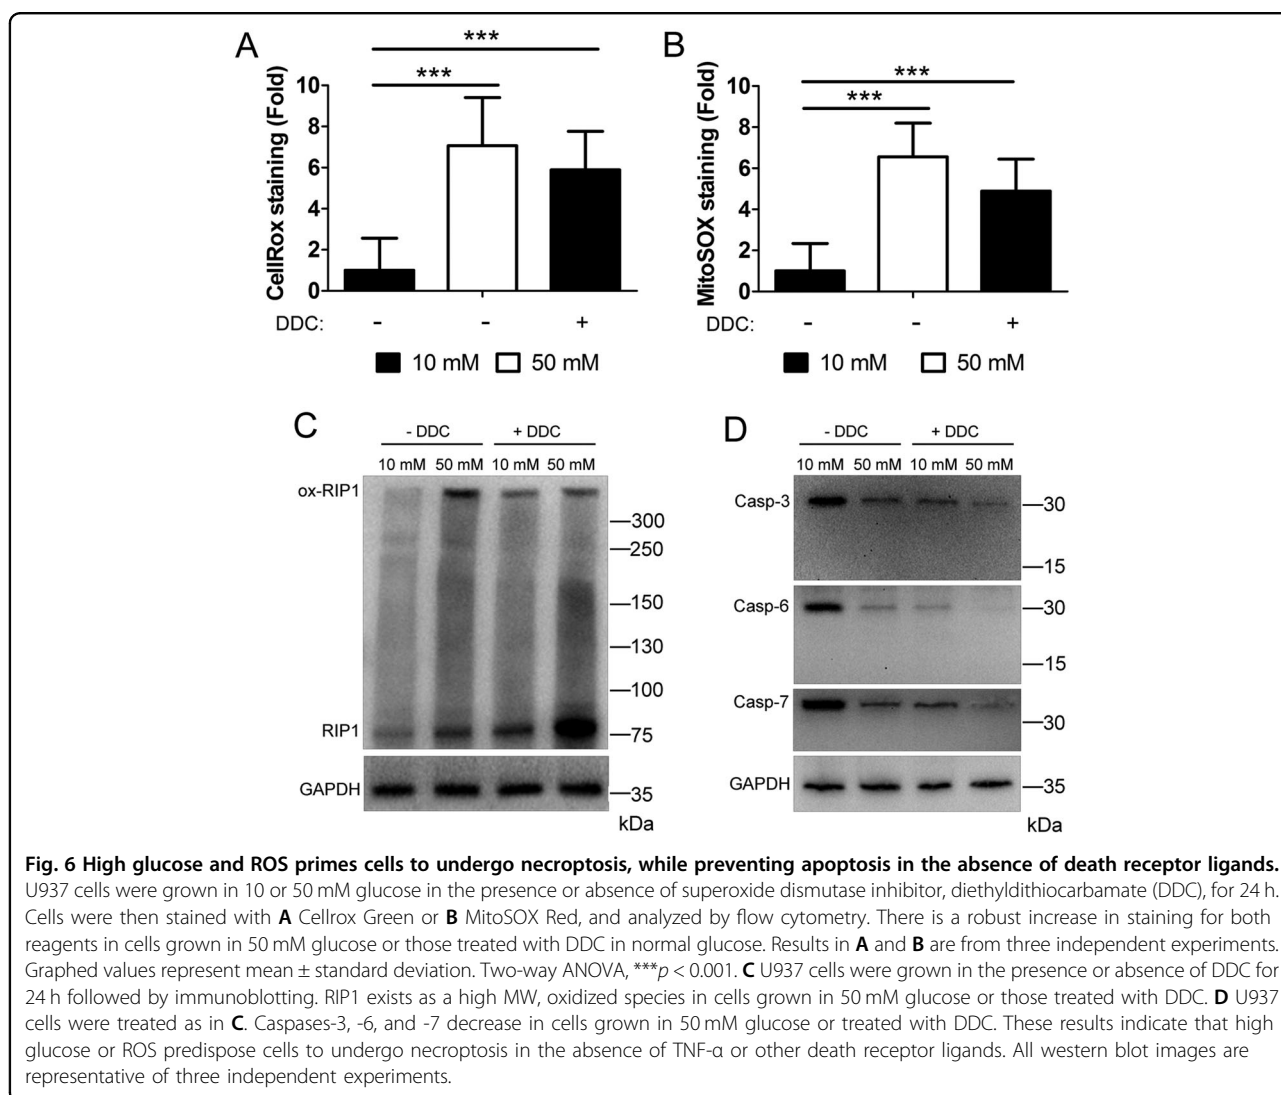 A
***
***
CellRox staining (Fold)
10
8
6
4
2
0
DDC: - - +
10 mM 50 mM
B
***
***
MitoSOX staining (Fold)
10
8
6
4
2
0
DDC: - - +
10 mM 50 mM
C
- DDC + DDC
10 mM 50 mM 10 mM 50 mM
ox-RIP1
300
250
150
130
100
RIP1 75
GAPDH 35
kDa
D
- DDC + DDC
10 mM 50 mM 10 mM 50 mM
Casp-3 30
15
Casp-6 30
15
Casp-7
30
GAPDH 35
kDa
Fig. 6 High glucose and ROS primes cells to undergo necroptosis, while preventing apoptosis in the absence of death receptor ligands.
U937 cells were grown in 10 or 50 mM glucose in the presence or absence of superoxide dismutase inhibitor, diethyldithiocarbamate (DDC), for 24 h.
Cells were then stained with A Cellrox Green or B MitoSOX Red, and analyzed by flow cytometry. There is a robust increase in staining for both
reagents in cells grown in 50 mM glucose or those treated with DDC in normal glucose. Results in A and B are from three independent experiments.
Graphed values represent mean ± standard deviation. Two-way ANOVA, ***p < 0.001. C U937 cells were grown in the presence or absence of DDC for
24 h followed by immunoblotting. RIP1 exists as a high MW, oxidized species in cells grown in 50 mM glucose or those treated with DDC. D U937
cells were treated as in C. Caspases-3, -6, and -7 decrease in cells grown in 50 mM glucose or treated with DDC. These results indicate that high
glucose or ROS predispose cells to undergo necroptosis in the absence of TNF-α or other death receptor ligands. All western blot images are
representative of three independent experiments.